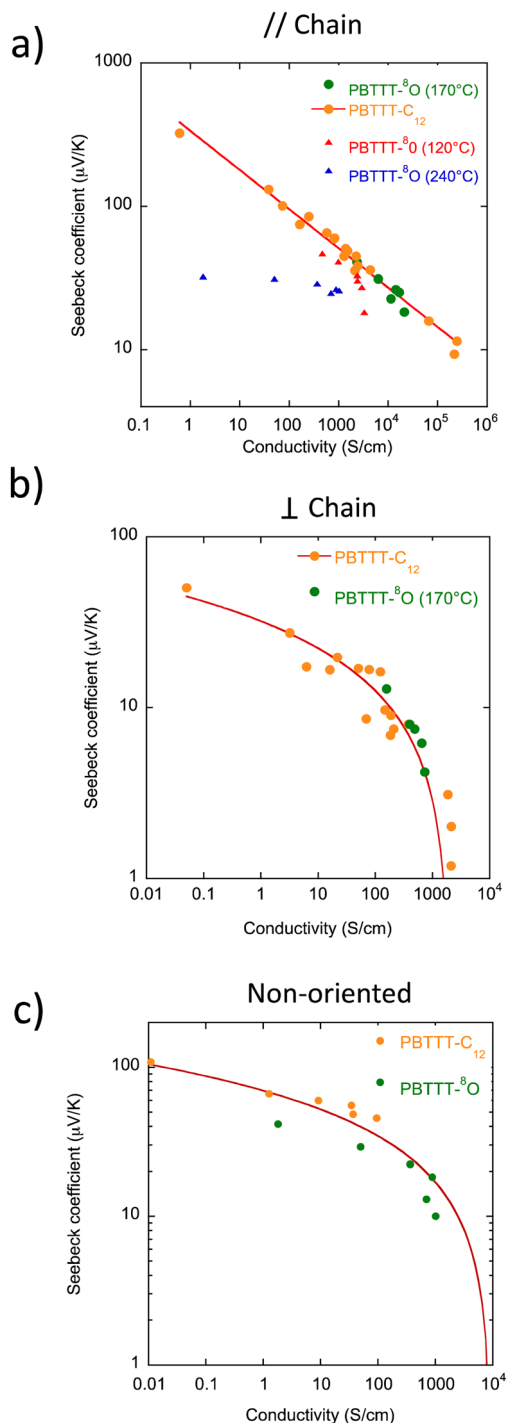 a)
// Chain
1000
100
10
Seebeck coefficient (μV/K)
PBTTT-⁸O (170°C)
PBTTT-C₁₂
PBTTT-⁸0 (120°C)
PBTTT-⁸O (240°C)
0.1 1 10 100 1000 10⁴ 10⁵ 10⁶
Conductivity (S/cm)
b)
⊥ Chain
100
10
1
Seebeck coefficient (μV/K)
PBTTT-C₁₂
PBTTT-⁸O (170°C)
0.01 0.1 1 10 100 1000 10⁴
Conductivity (S/cm)
c)
Non-oriented
100
10
1
Seebeck coefficient (μV/K)
PBTTT-C₁₂
PBTTT-⁸O
0.01 0.1 1 10 100 1000 10⁴
Conductivity (S/cm)